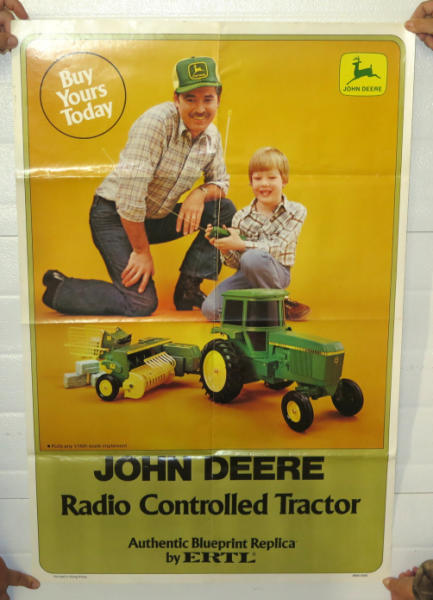 Buy
Yours
Today
JOHN DEERE
JOHN DEERE
Radio Controlled Tractor
Authentic Blueprint Replica
by ERTL